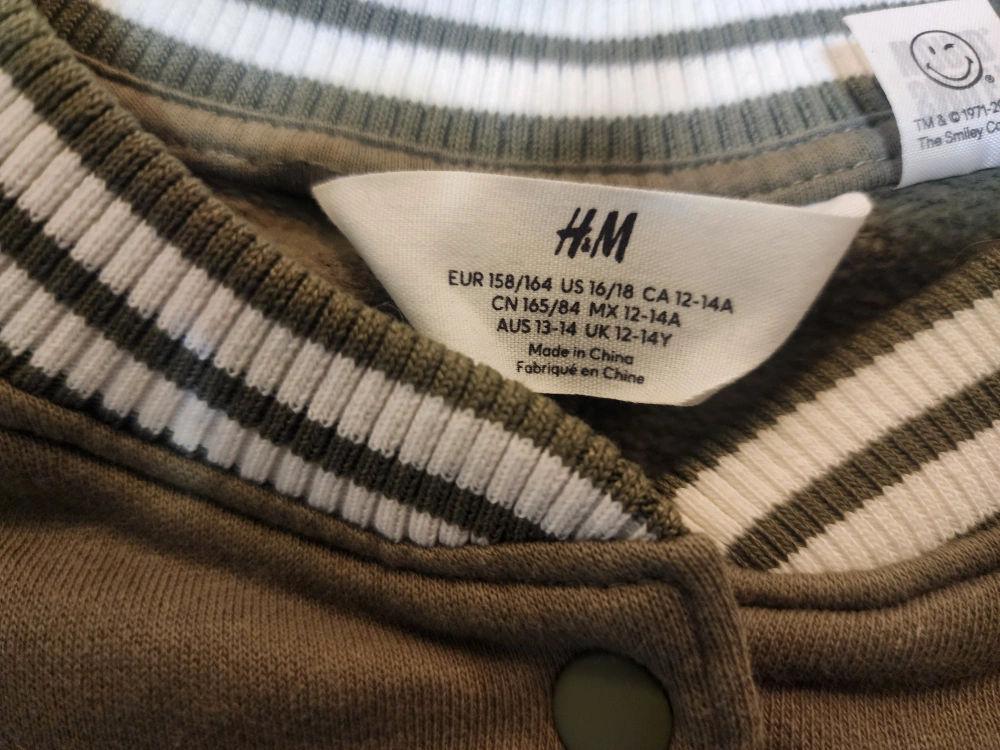 H&M
EUR 158/164 US 16/18 CA 12-14A
CN 165/84 MX 12-14A
AUS 13-14 UK 12-14Y
Made in China
Fabriqué en Chine
TM & © 1971-20
The Smiley Co